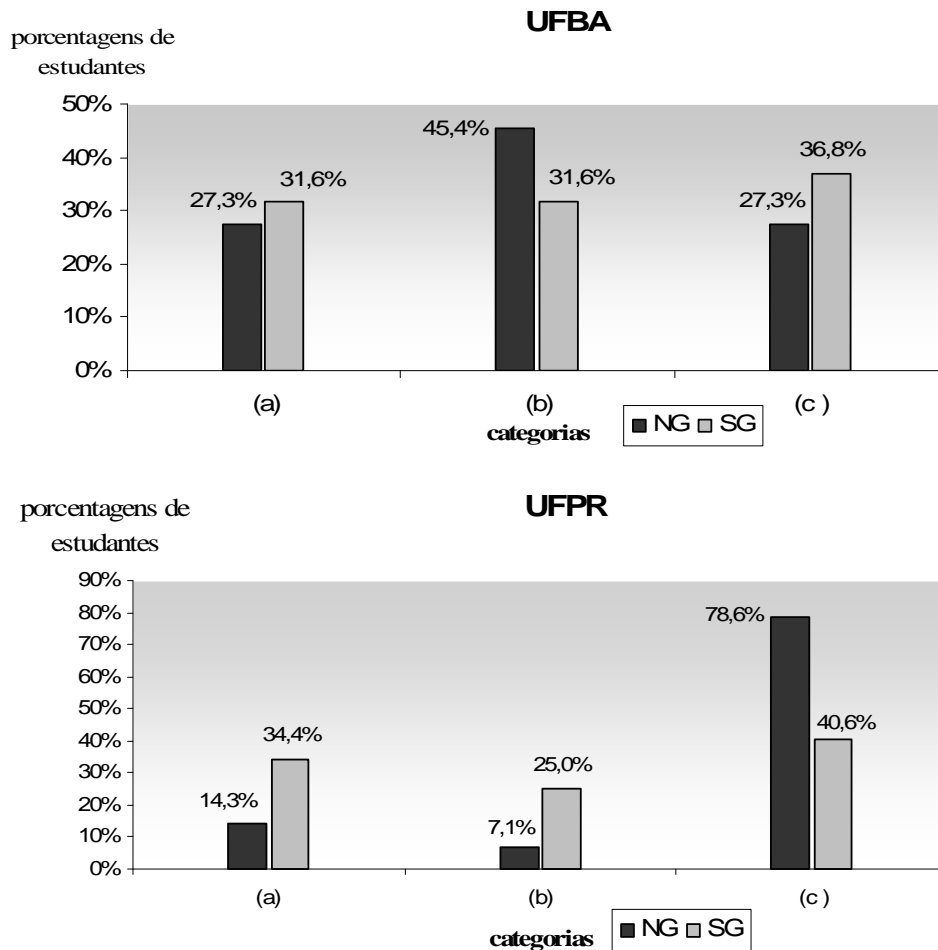 UFBA
porcentagens de
estudantes
50%
40%
30%
20%
10%
0%
27,3%
31,6%
45,4%
31,6%
27,3%
36,8%
(a)
(b)
(c )
categorias
NG
SG
UFPR
porcentagens de
estudantes
90%
80%
70%
60%
50%
40%
30%
20%
10%
0%
14,3%
34,4%
7,1%
25,0%
78,6%
40,6%
(a)
(b)
(c )
categorias
NG
SG